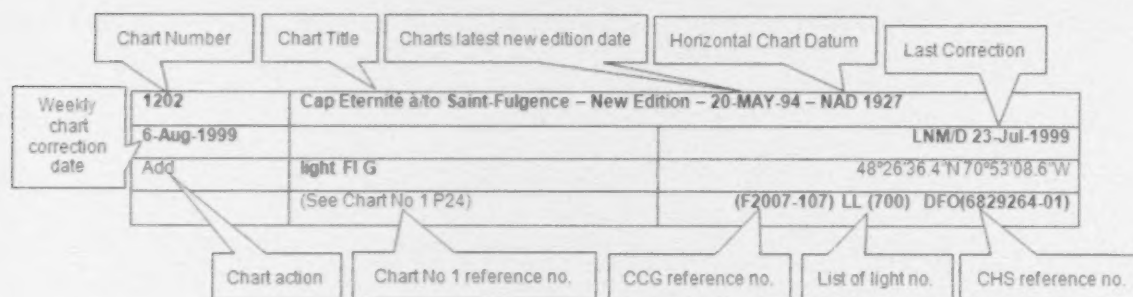 Chart Number
Chart Title
Charts latest new edition date
Horizontal Chart Datum
Last Correction
Weekly
chart
correction
date
1202 Cap Eternité à/to Saint-Fulgence – New Edition – 20-MAY-94 – NAD 1927
6-Aug-1999 LNM/D 23-Jul-1999
Add light Fl G 48°26'36.4"N 70°53'08.6"W
(See Chart No 1 P24) (F2007-107) LL (700) DFO(6829264-01)
Chart action
Chart No 1 reference no.
CCG reference no.
List of light no.
CHS reference no.